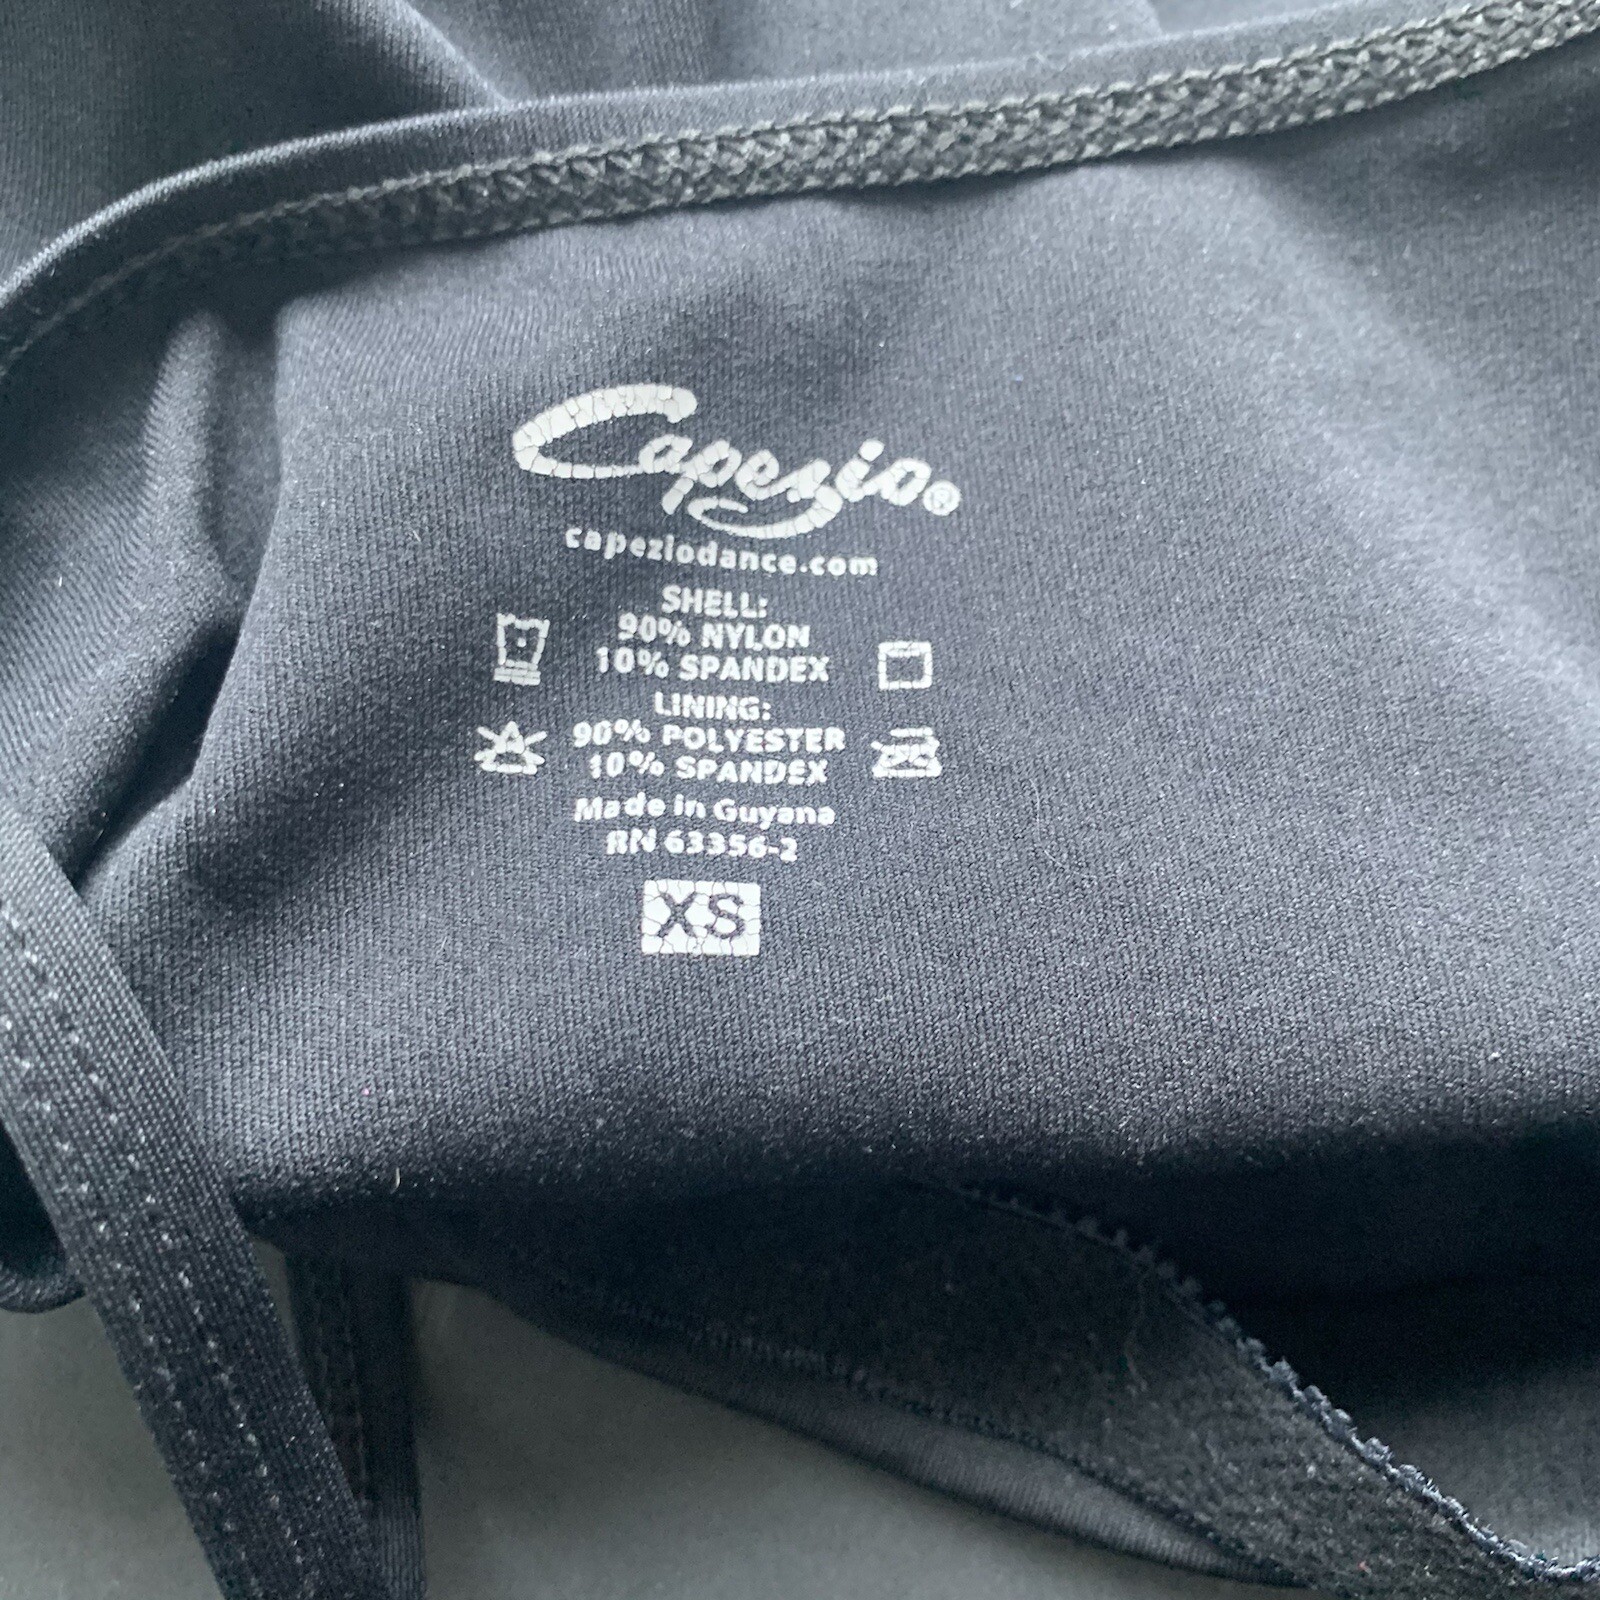 Capezio®
capeziodance.com
SHELL:
90% NYLON
10% SPANDEX
LINING:
90% POLYESTER
10% SPANDEX
Made in Guyana
RN 63356-2
XS